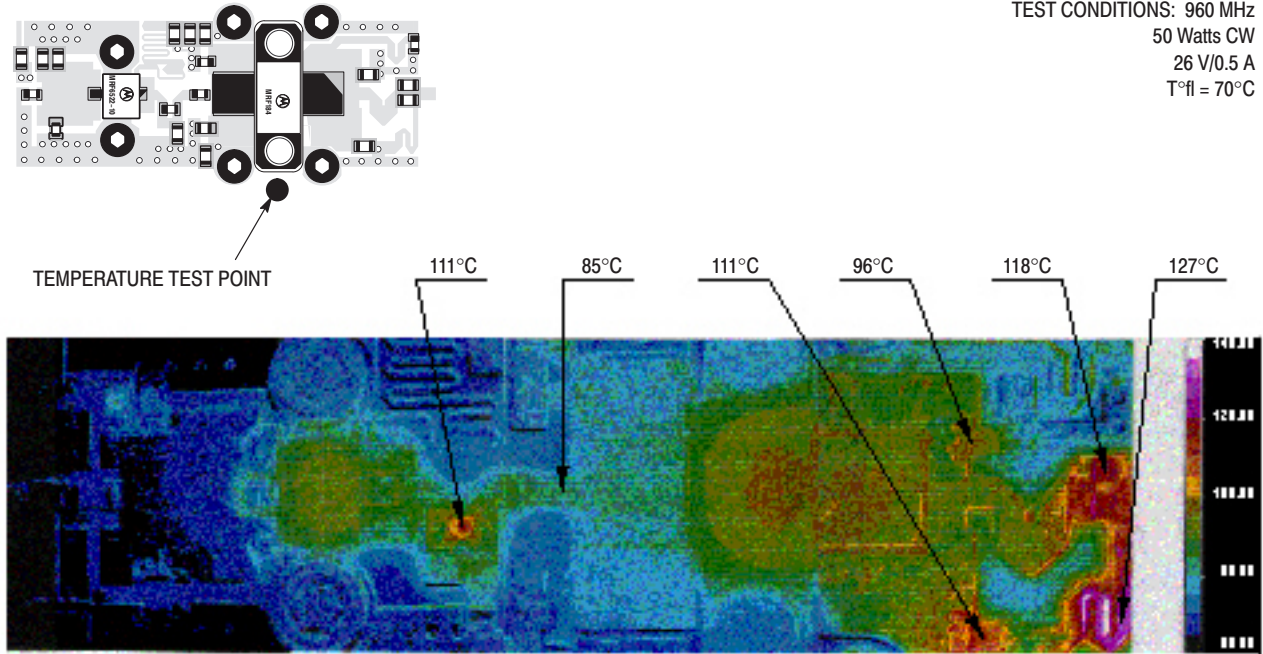 TEST CONDITIONS: 960 MHz
50 Watts CW
26 V/0.5 A
T°fl = 70°C
MRF6522-10
MRF184
TEMPERATURE TEST POINT
111°C
85°C
111°C
96°C
118°C
127°C